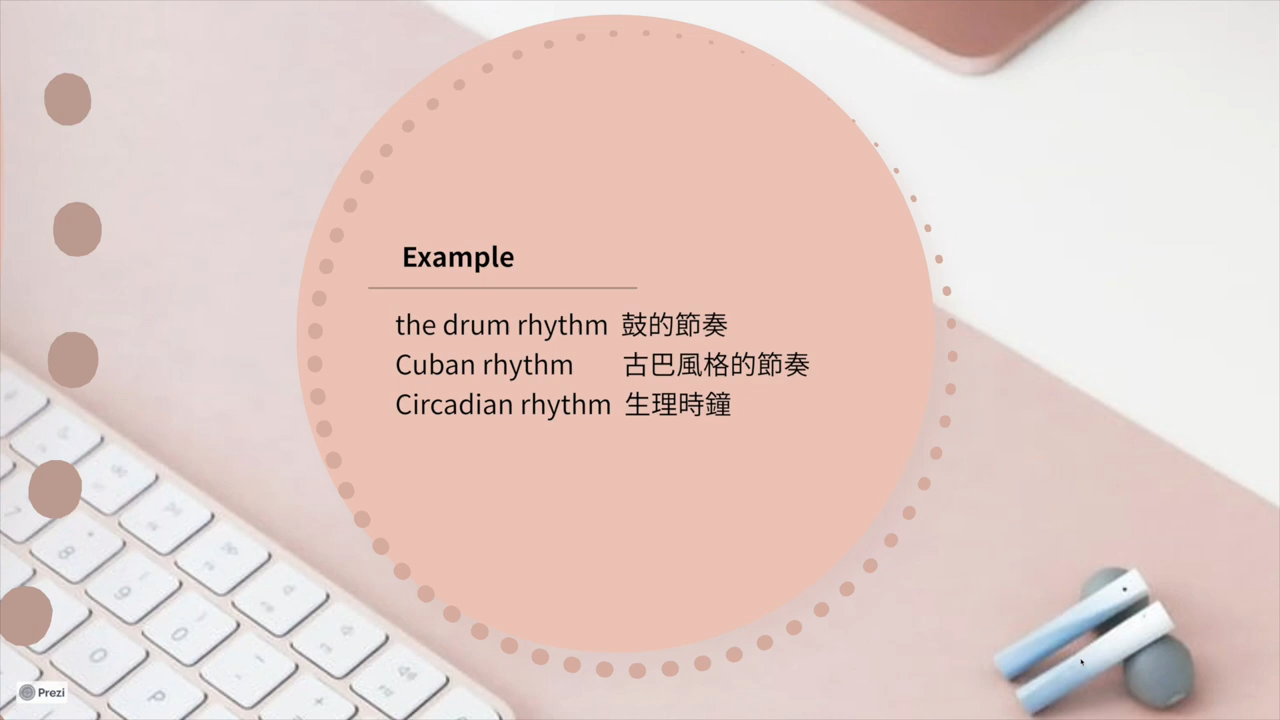 Example
the drum rhythm 鼓的節奏
Cuban rhythm 古巴風格的節奏
Circadian rhythm 生理時鐘
Prezi